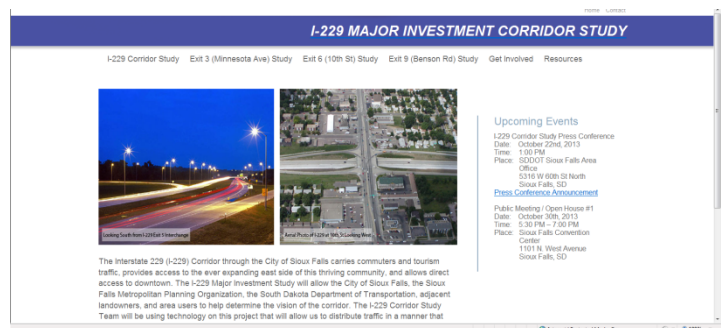 Home Contact
I-229 MAJOR INVESTMENT CORRIDOR STUDY
I-229 Corridor Study Exit 3 (Minnesota Ave) Study Exit 6 (10th St) Study Exit 9 (Benson Rd) Study Get Involved Resources
Looking South from I-229 Exit 5 Interchange
Aerial Photo of I-229 at 10th St Looking West
Upcoming Events
I-229 Corridor Study Press Conference
Date: October 22nd, 2013
Time: 1:00 PM
Place: SDDOT Sioux Falls Area
Office
5316 W 60th St North
Sioux Falls, SD
Press Conference Announcement
Public Meeting / Open House #1
Date: October 30th, 2013
Time: 5:30 PM – 7:00 PM
Place: Sioux Falls Convention
Center
1101 N. West Avenue
Sioux Falls, SD
The Interstate 229 (I-229) Corridor through the City of Sioux Falls carries commuters and tourism
traffic, provides access to the ever expanding east side of this thriving community, and allows direct
access to downtown. The I-229 Major Investment Study will allow the City of Sioux Falls, the Sioux
Falls Metropolitan Planning Organization, the South Dakota Department of Transportation, adjacent
landowners, and area users to help determine the vision of the corridor. The I-229 Corridor Study
Team will be using technology on this project that will allow us to distribute traffic in a manner that